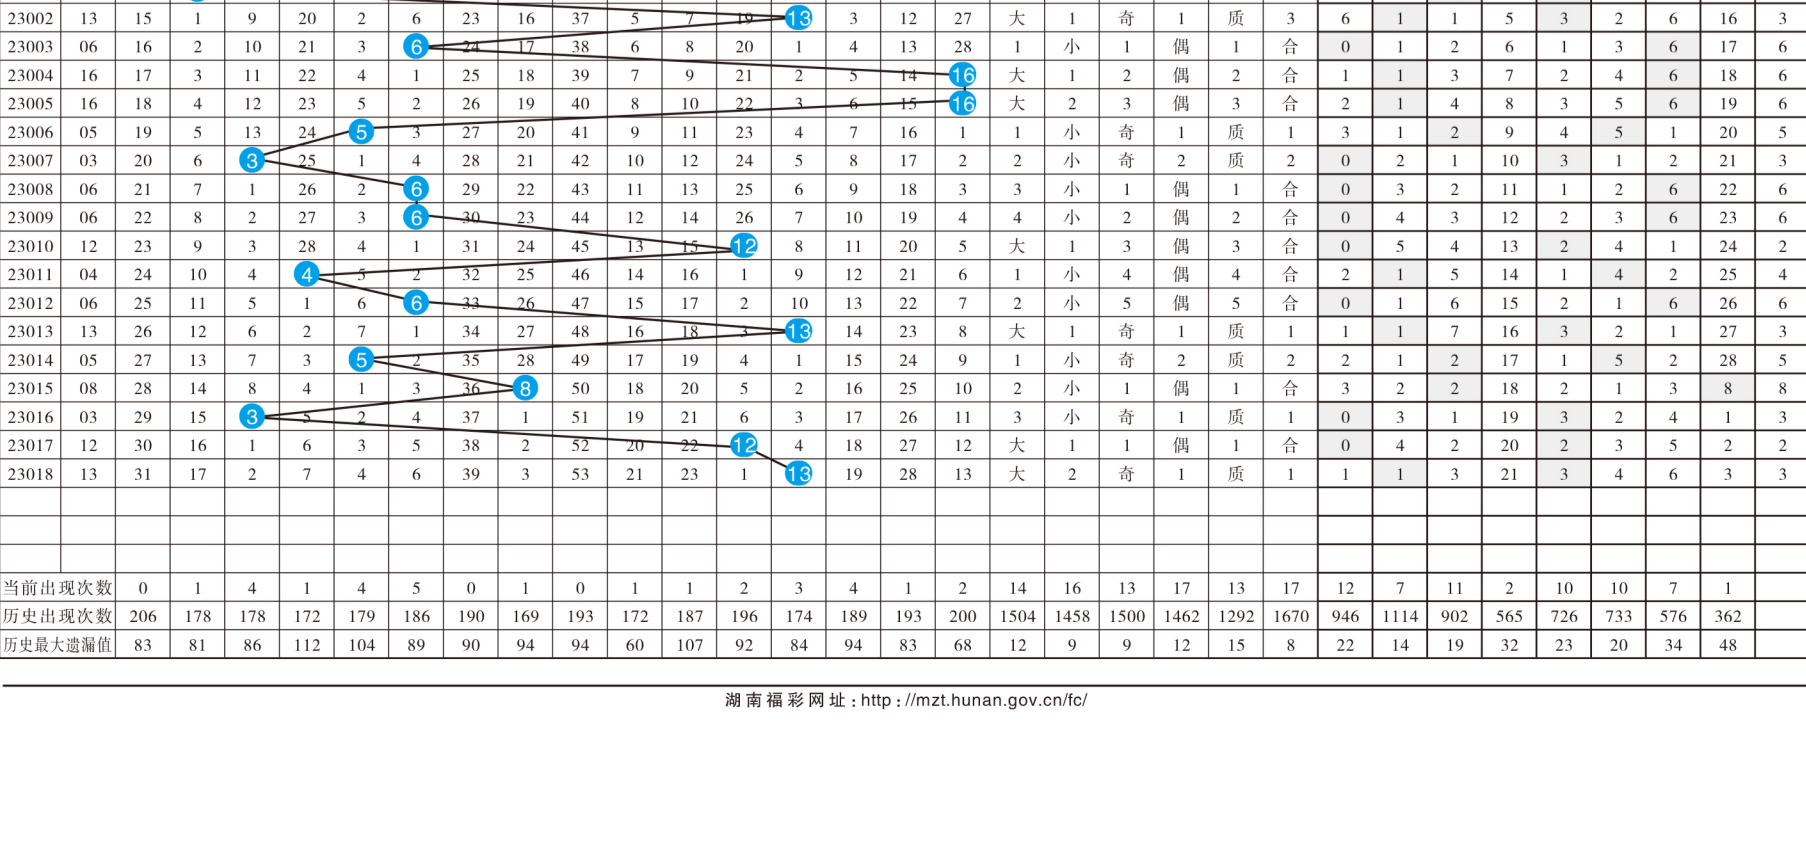 23002 13 15 1 9 20 2 6 23 16 37 5 7 19 13 3 12 27 大 1 奇 1 质 3 6 1 1 5 3 2 6 16 3
23003 06 16 2 10 21 3 6 24 17 38 6 8 20 1 4 13 28 1 小 1 偶 1 合 0 1 2 6 1 3 6 17 6
23004 16 17 3 11 22 4 1 25 18 39 7 9 21 2 5 14 16 大 1 2 偶 2 合 1 1 3 7 2 4 6 18 6
23005 16 18 4 12 23 5 2 26 19 40 8 10 22 3 6 15 16 大 2 3 偶 3 合 2 1 4 8 3 5 6 19 6
23006 05 19 5 13 24 5 3 27 20 41 9 11 23 4 7 16 1 1 小 奇 1 质 1 3 1 2 9 4 5 1 20 5
23007 03 20 6 3 25 1 4 28 21 42 10 12 24 5 8 17 2 2 小 奇 2 质 2 0 2 1 10 3 1 2 21 3
23008 06 21 7 1 26 2 6 29 22 43 11 13 25 6 9 18 3 3 小 1 偶 1 合 0 3 2 11 1 2 6 22 6
23009 06 22 8 2 27 3 6 30 23 44 12 14 26 7 10 19 4 4 小 2 偶 2 合 0 4 3 12 2 3 6 23 6
23010 12 23 9 3 28 4 1 31 24 45 13 15 12 8 11 20 5 大 1 3 偶 3 合 0 5 4 13 2 4 1 24 2
23011 04 24 10 4 4 5 2 32 25 46 14 16 1 9 12 21 6 1 小 4 偶 4 合 2 1 5 14 1 4 2 25 4
23012 06 25 11 5 1 6 6 33 26 47 15 17 2 10 13 22 7 2 小 5 偶 5 合 0 1 6 15 2 1 6 26 6
23013 13 26 12 6 2 7 1 34 27 48 16 18 3 13 14 23 8 大 1 奇 1 质 1 1 1 7 16 3 2 1 27 3
23014 05 27 13 7 3 5 2 35 28 49 17 19 4 1 15 24 9 1 小 奇 2 质 2 2 1 2 17 1 5 2 28 5
23015 08 28 14 8 4 1 3 36 8 50 18 20 5 2 16 25 10 2 小 1 偶 1 合 3 2 2 18 2 1 3 8 8
23016 03 29 15 3 5 2 4 37 1 51 19 21 6 3 17 26 11 3 小 奇 1 质 1 0 3 1 19 3 2 4 1 3
23017 12 30 16 1 6 3 5 38 2 52 20 22 12 4 18 27 12 大 1 1 偶 1 合 0 4 2 20 2 3 5 2 2
23018 13 31 17 2 7 4 6 39 3 53 21 23 1 13 19 28 13 大 2 奇 1 质 1 1 1 3 21 3 4 6 3 3
当前出现次数 0 1 4 1 4 5 0 1 0 1 1 2 3 4 1 2 14 16 13 17 13 17 12 7 11 2 10 10 7 1
历史出现次数 206 178 178 172 179 186 190 169 193 172 187 196 174 189 193 200 1504 1458 1500 1462 1292 1670 946 1114 902 565 726 733 576 362
历史最大遗漏值 83 81 86 112 104 89 90 94 94 60 107 92 84 94 83 68 12 9 9 12 15 8 22 14 19 32 23 20 34 48
湖南福彩网址:http://mzt.hunan.gov.cn/fc/